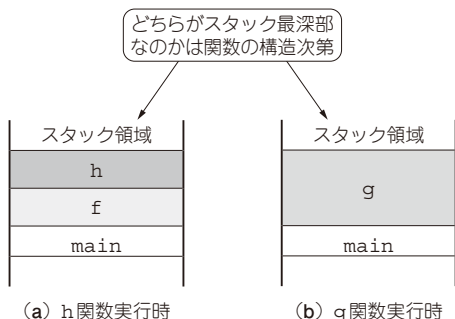 どちらがスタック最深部
なのかは関数の構造次第
スタック領域
h
f
main
(a) h関数実行時
スタック領域
g
main
(b) g関数実行時